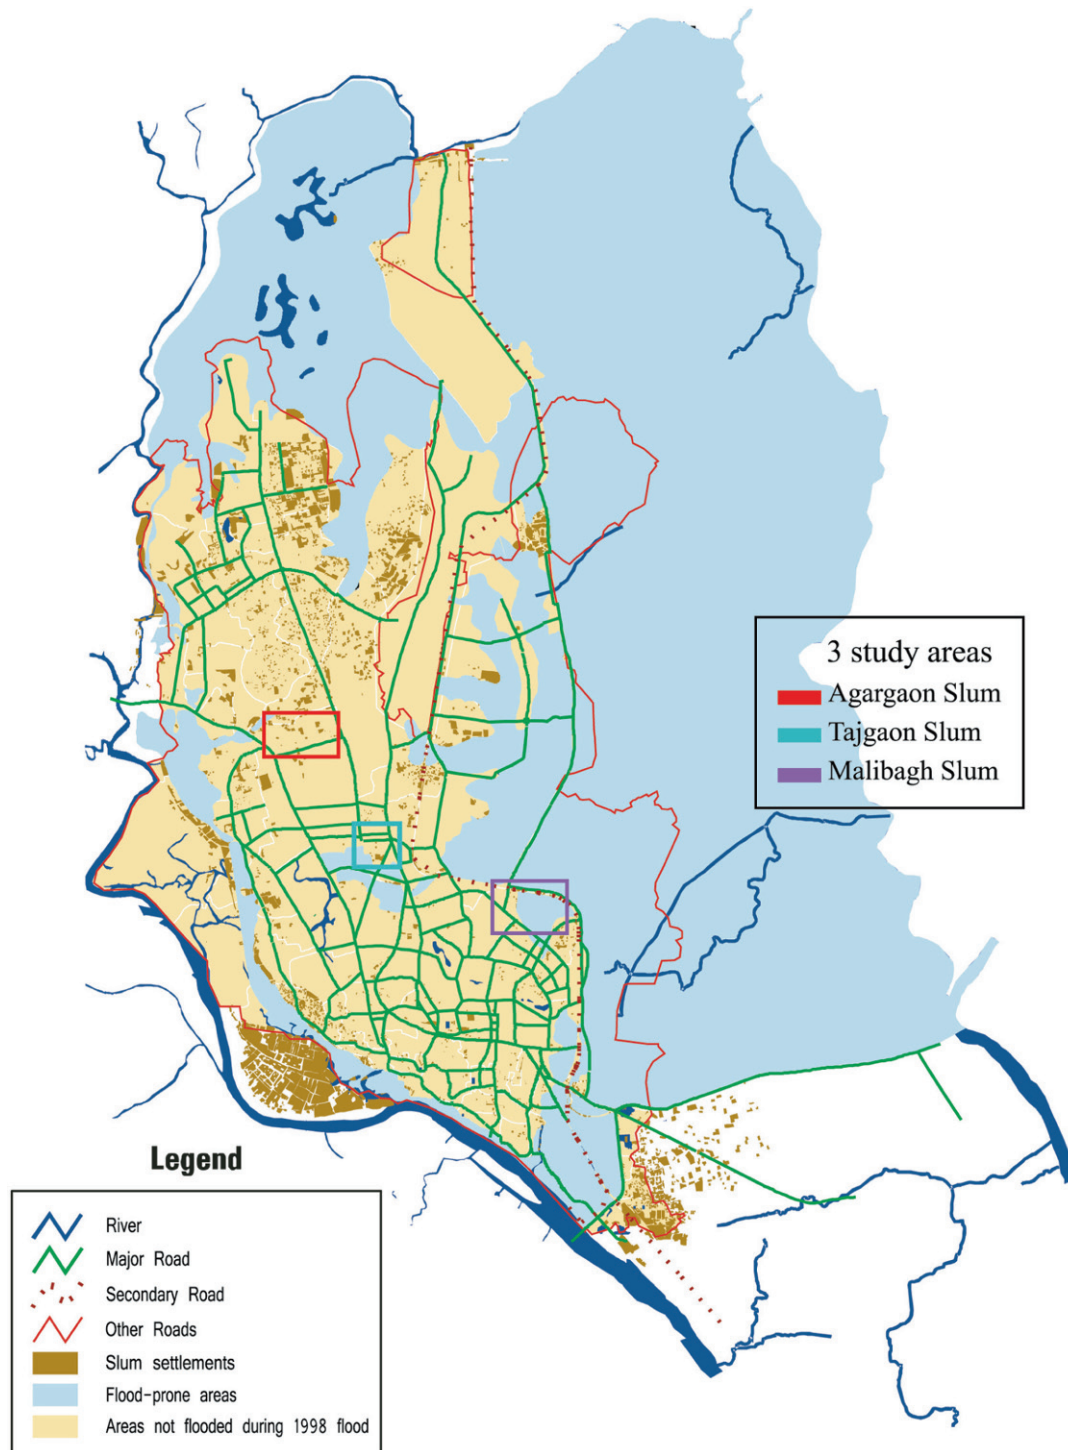 3 study areas
Agargaon Slum
Tajgaon Slum
Malibagh Slum
Legend
River
Major Road
Secondary Road
Other Roads
Slum settlements
Flood-prone areas
Areas not flooded during 1998 flood